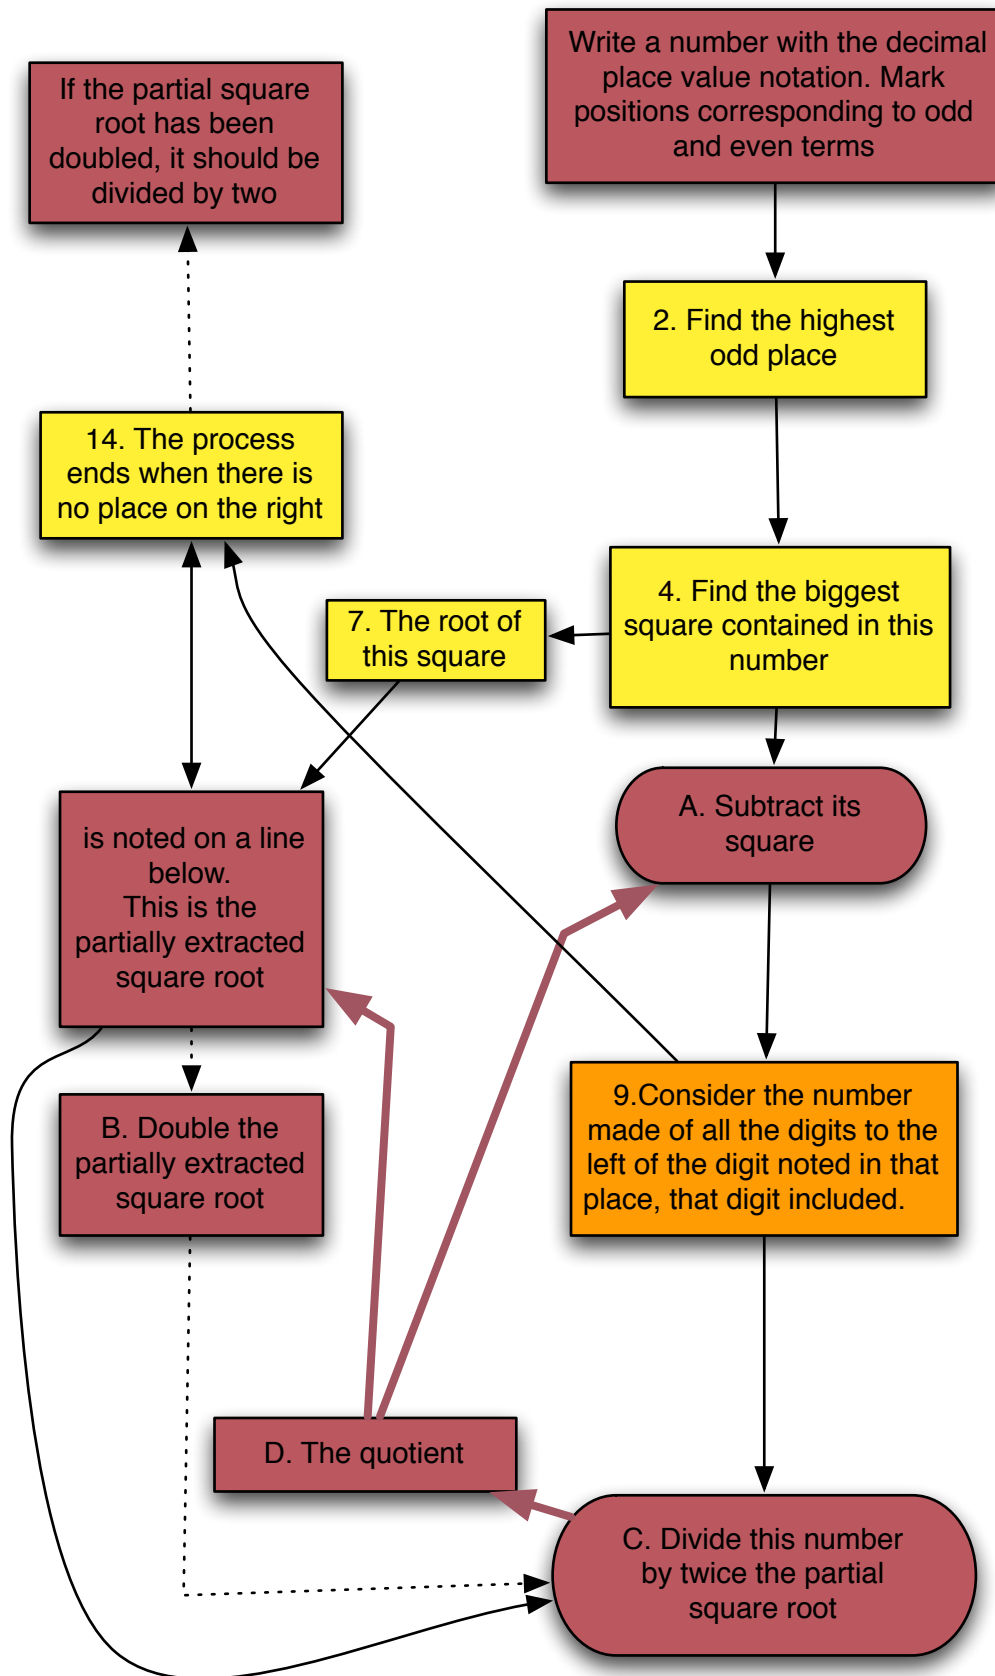 Write a number with the decimal
place value notation. Mark
positions corresponding to odd
and even terms
If the partial square
root has been
doubled, it should be
divided by two
2. Find the highest
odd place
14. The process
ends when there is
no place on the right
4. Find the biggest
square contained in this
number
7. The root of
this square
A. Subtract its
square
is noted on a line
below.
This is the
partially extracted
square root
9.Consider the number
made of all the digits to the
left of the digit noted in that
place, that digit included.
B. Double the
partially extracted
square root
D. The quotient
C. Divide this number
by twice the partial
square root